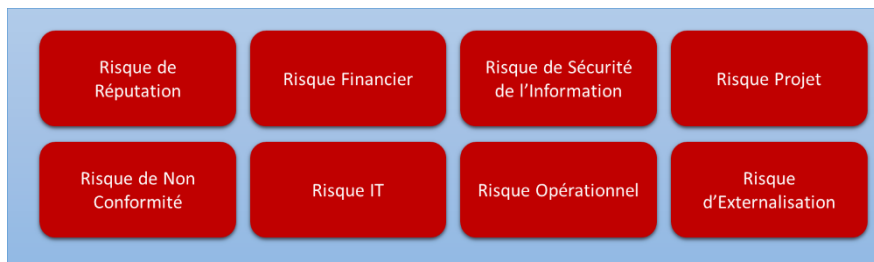 Risque de
Réputation
Risque Financier
Risque de Sécurité
de l’Information
Risque Projet
Risque de Non
Conformité
Risque IT
Risque Opérationnel
Risque
d’Externalisation